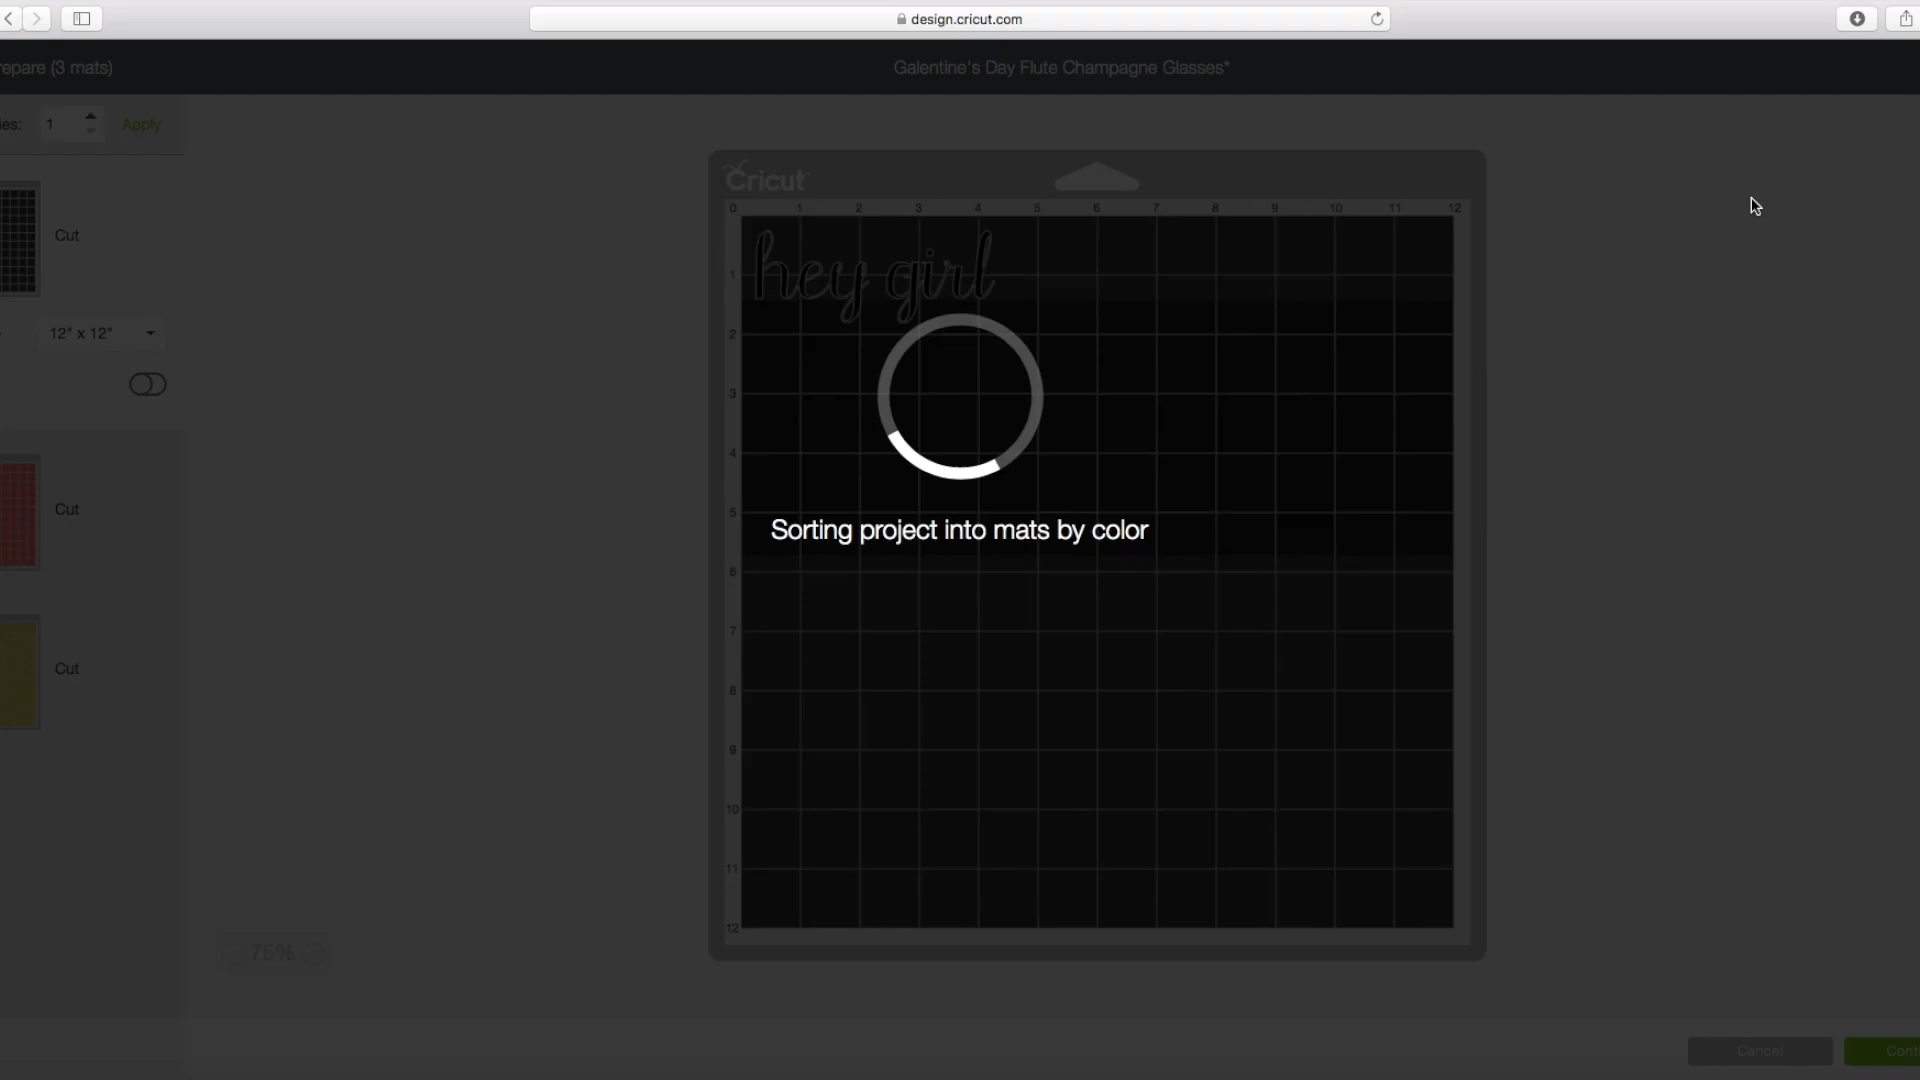 design.cricut.com
repare (3 mats)
Galentine's Day Flute Champagne Glasses*
ies:
1
Apply
Cricut
0 1 2 3 4 5 6 7 8 9 10 11 12
hey girl
Cut
1
2
12" x 12"
3
4
Sorting project into mats by color
5
Cut
6
7
Cut
8
9
10
11
12
75%
Cancel
Conti